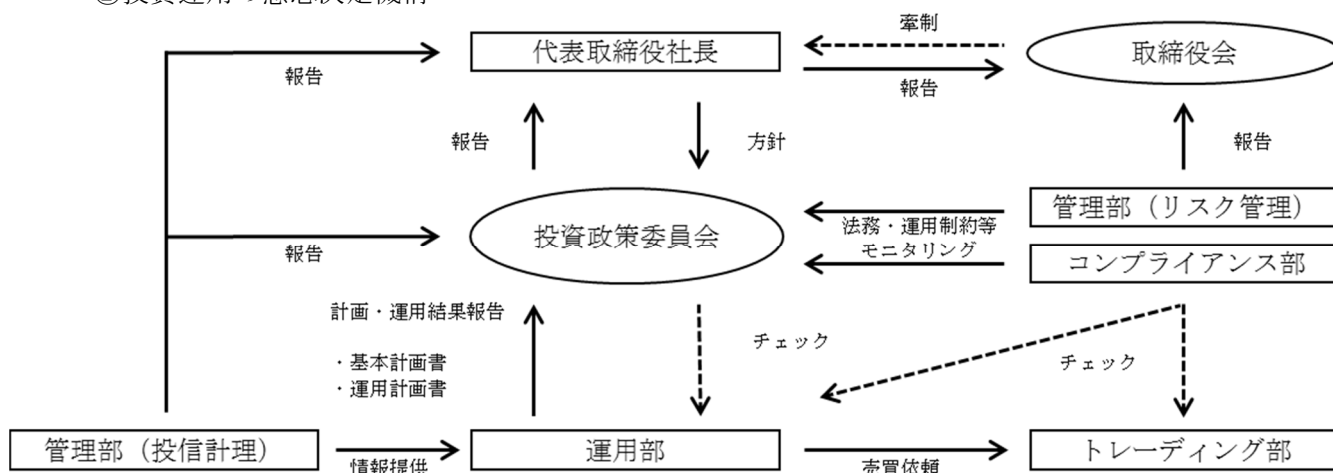 牽制
代表取締役社長
取締役会
報告
報告
報告
方針
報告
管理部（リスク管理）
投資政策委員会
法務・運用制約等
モニタリング
報告
コンプライアンス部
計画・運用結果報告
・基本計画書
・運用計画書
チェック
チェック
管理部（投信計理）
情報提供
運用部
売買依頼
トレーディング部